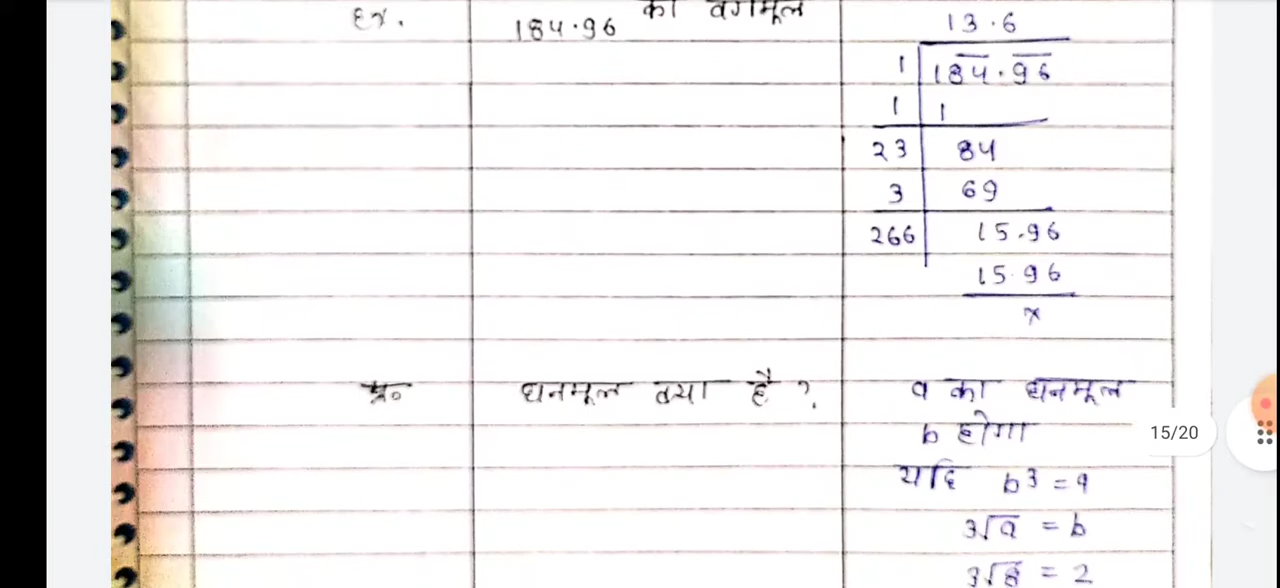 Ex.
184.96 का वर्गमूल
13.6
1 184.96
1 1
23 84
3 69
266 15.96
15.96
x
प्र॰ घनमूल क्या है ?
a का घनमूल
b होगा
यदि b3 = a
3√a = b
3√8 = 2
15/20